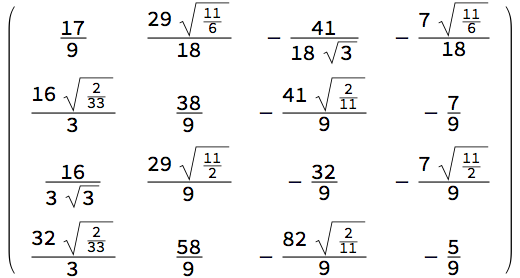 ( 17/9   29 √(11/6)/18   − 41/(18 √3)   − 7 √(11/6)/18 )
( 16 √(2/33)/3   38/9   − 41 √(2/11)/9   − 7/9 )
( 16/(3 √3)   29 √(11/2)/9   − 32/9   − 7 √(11/2)/9 )
( 32 √(2/33)/3   58/9   − 82 √(2/11)/9   − 5/9 )